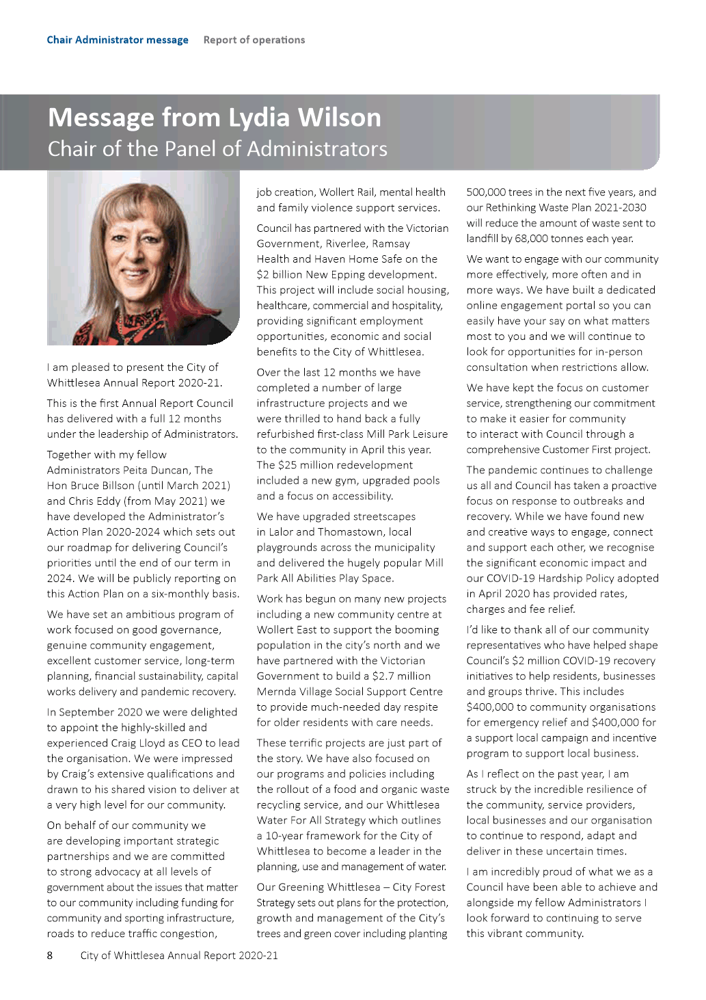 Chair Administrator message Report of operations
Message from Lydia Wilson
Chair of the Panel of Administrators
I am pleased to present the City of
Whittlesea Annual Report 2020-21.
This is the first Annual Report Council
has delivered with a full 12 months
under the leadership of Administrators.
Together with my fellow
Administrators Peita Duncan, The
Hon Bruce Billson (until March 2021)
and Chris Eddy (from May 2021) we
have developed the Administrator's
Action Plan 2020-2024 which sets out
our roadmap for delivering Council's
priorities until the end of our term in
2024. We will be publicly reporting on
this Action Plan on a six-monthly basis.
We have set an ambitious program of
work focused on good governance,
genuine community engagement,
excellent customer service, long-term
planning, financial sustainability, capital
works delivery and pandemic recovery.
In September 2020 we were delighted
to appoint the highly-skilled and
experienced Craig Lloyd as CEO to lead
the organisation. We were impressed
by Craig's extensive qualifications and
drawn to his shared vision to deliver at
a very high level for our community.
On behalf of our community we
are developing important strategic
partnerships and we are committed
to strong advocacy at all levels of
government about the issues that matter
to our community including funding for
community and sporting infrastructure,
roads to reduce traffic congestion,
job creation, Wollert Rail, mental health
and family violence support services.
Council has partnered with the Victorian
Government, Riverlee, Ramsay
Health and Haven Home Safe on the
$2 billion New Epping development.
This project will include social housing,
healthcare, commercial and hospitality,
providing significant employment
opportunities, economic and social
benefits to the City of Whittlesea.
Over the last 12 months we have
completed a number of large
infrastructure projects and we
were thrilled to hand back a fully
refurbished first-class Mill Park Leisure
to the community in April this year.
The $25 million redevelopment
included a new gym, upgraded pools
and a focus on accessibility.
We have upgraded streetscapes
in Lalor and Thomastown, local
playgrounds across the municipality
and delivered the hugely popular Mill
Park All Abilities Play Space.
Work has begun on many new projects
including a new community centre at
Wollert East to support the booming
population in the city's north and we
have partnered with the Victorian
Government to build a $2.7 million
Mernda Village Social Support Centre
to provide much-needed day respite
for older residents with care needs.
These terrific projects are just part of
the story. We have also focused on
our programs and policies including
the rollout of a food and organic waste
recycling service, and our Whittlesea
Water For All Strategy which outlines
a 10-year framework for the City of
Whittlesea to become a leader in the
planning, use and management of water.
Our Greening Whittlesea – City Forest
Strategy sets out plans for the protection,
growth and management of the City's
trees and green cover including planting
500,000 trees in the next five years, and
our Rethinking Waste Plan 2021-2030
will reduce the amount of waste sent to
landfill by 68,000 tonnes each year.
We want to engage with our community
more effectively, more often and in
more ways. We have built a dedicated
online engagement portal so you can
easily have your say on what matters
most to you and we will continue to
look for opportunities for in-person
consultation when restrictions allow.
We have kept the focus on customer
service, strengthening our commitment
to make it easier for community
to interact with Council through a
comprehensive Customer First project.
The pandemic continues to challenge
us all and Council has taken a proactive
focus on response to outbreaks and
recovery. While we have found new
and creative ways to engage, connect
and support each other, we recognise
the significant economic impact and
our COVID-19 Hardship Policy adopted
in April 2020 has provided rates,
charges and fee relief.
I'd like to thank all of our community
representatives who have helped shape
Council's $2 million COVID-19 recovery
initiatives to help residents, businesses
and groups thrive. This includes
$400,000 to community organisations
for emergency relief and $400,000 for
a support local campaign and incentive
program to support local business.
As I reflect on the past year, I am
struck by the incredible resilience of
the community, service providers,
local businesses and our organisation
to continue to respond, adapt and
deliver in these uncertain times.
I am incredibly proud of what we as a
Council have been able to achieve and
alongside my fellow Administrators I
look forward to continuing to serve
this vibrant community.
8 City of Whittlesea Annual Report 2020-21